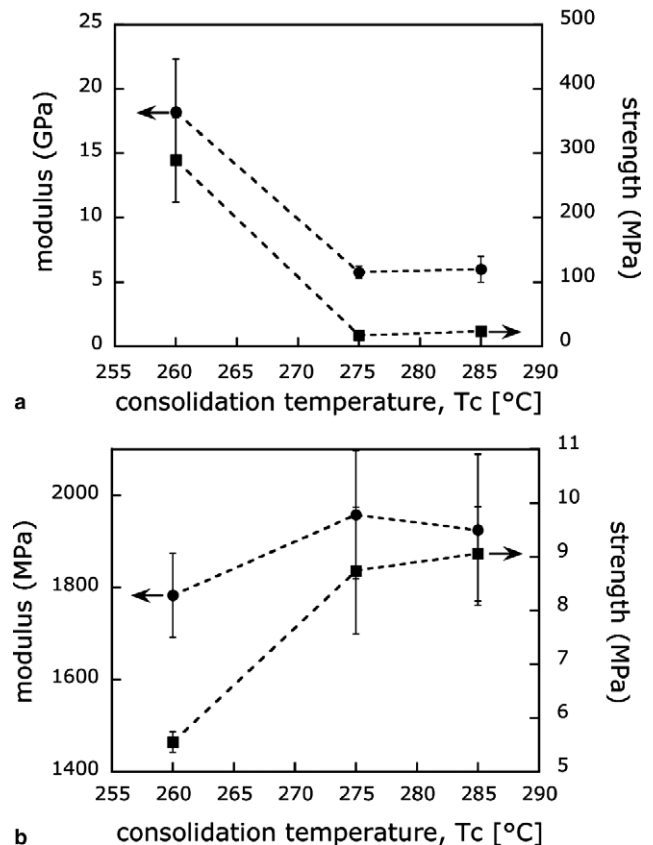 25
20
15
10
5
0
modulus (GPa)
500
400
300
200
100
0
strength (MPa)
255 260 265 270 275 280 285 290
a consolidation temperature, Tc [°C]
2000
1800
1600
1400
modulus (MPa)
11
10
9
8
7
6
5
strength (MPa)
255 260 265 270 275 280 285 290
b consolidation temperature, Tc [°C]